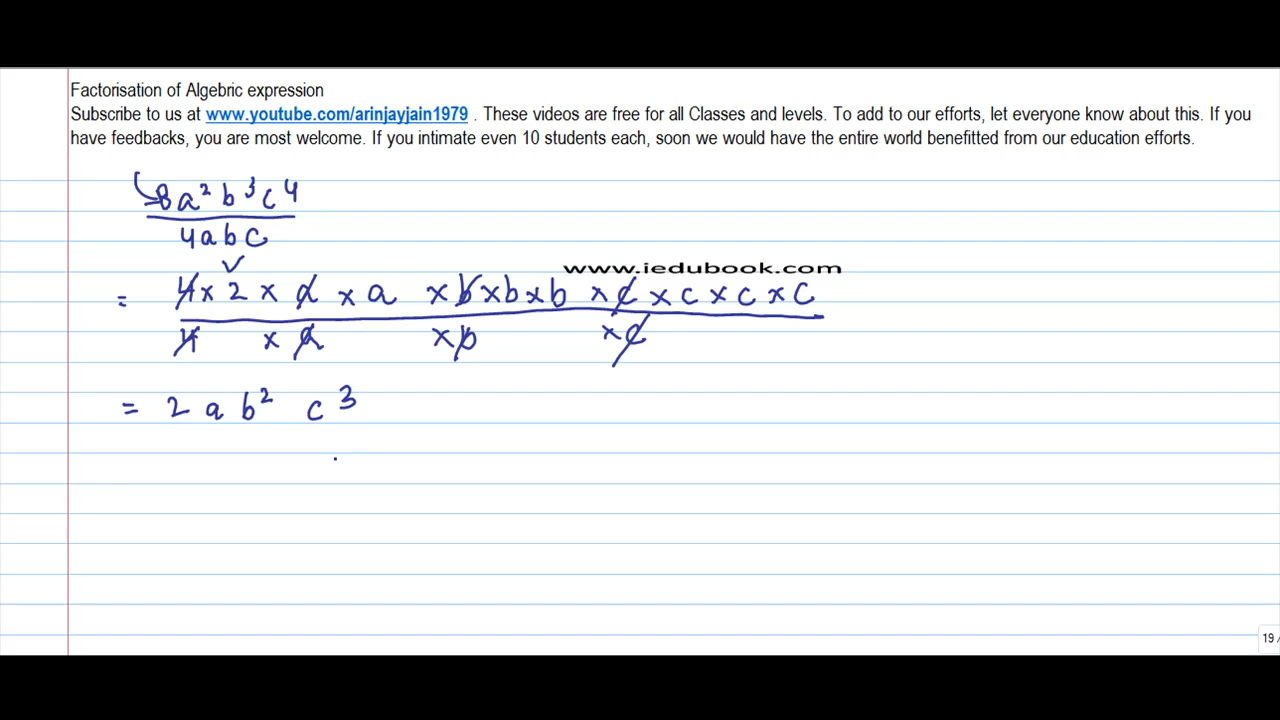 Factorisation of Algebric expression
Subscribe to us at www.youtube.com/arinjayjain1979 . These videos are free for all Classes and levels. To add to our efforts, let everyone know about this. If you
have feedbacks, you are most welcome. If you intimate even 10 students each, soon we would have the entire world benefitted from our education efforts.
8a²b³c⁴
4abc
www.iedubook.com
= 4 × 2 × a × a × b × b × b × c × c × c × c
4 × a × b × c
= 2 a b² c³
19 /